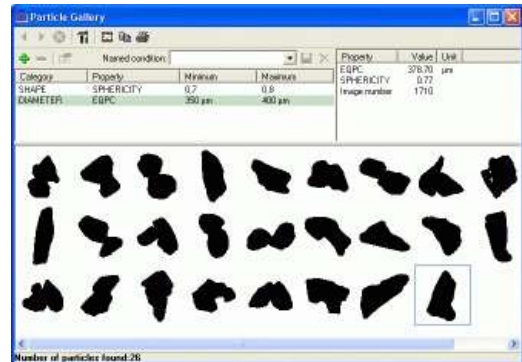 Particle Gallery
Named condition:
Category Property Minimum Maximum
SHAPE SPHERICITY 0,7 0,8
DIAMETER EQPC 350 µm 400 µm
Property Value Unit
EQPC 378.70 µm
SPHERICITY 0.77
Image number 1710
Number of particles found:26